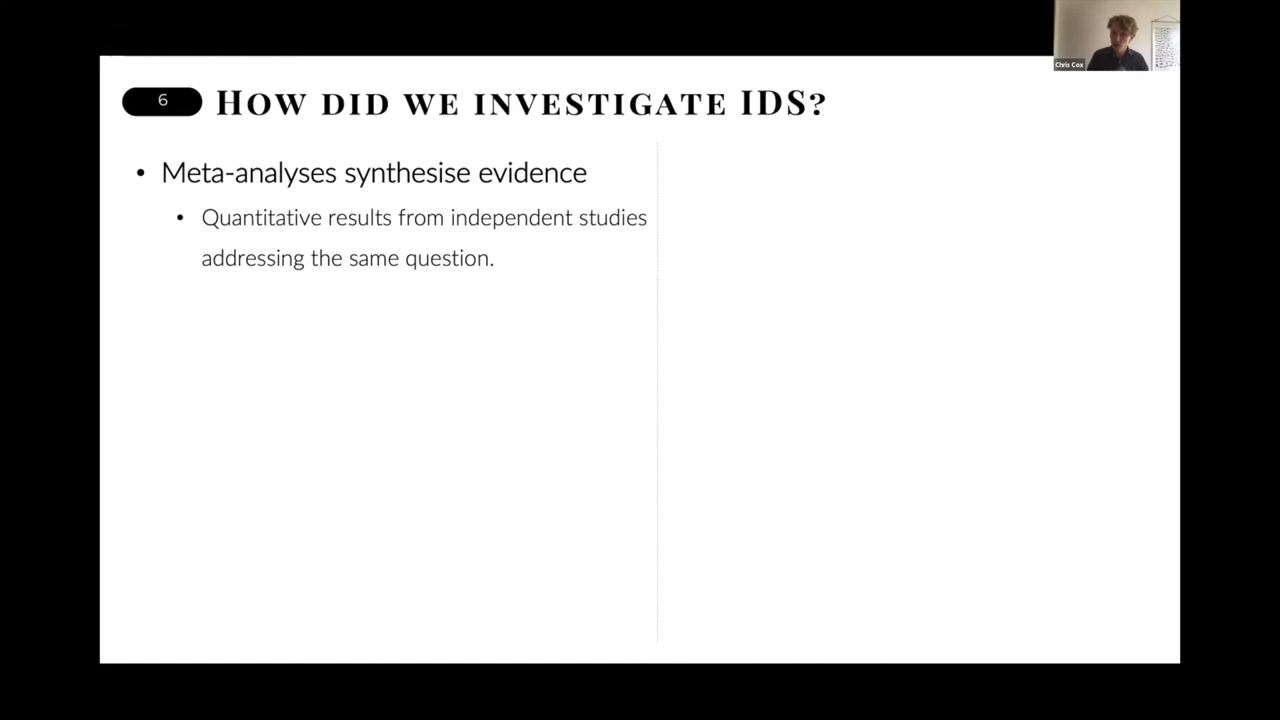 Chris Cox
6
How did we investigate IDS?
• Meta-analyses synthesise evidence
• Quantitative results from independent studies
addressing the same question.